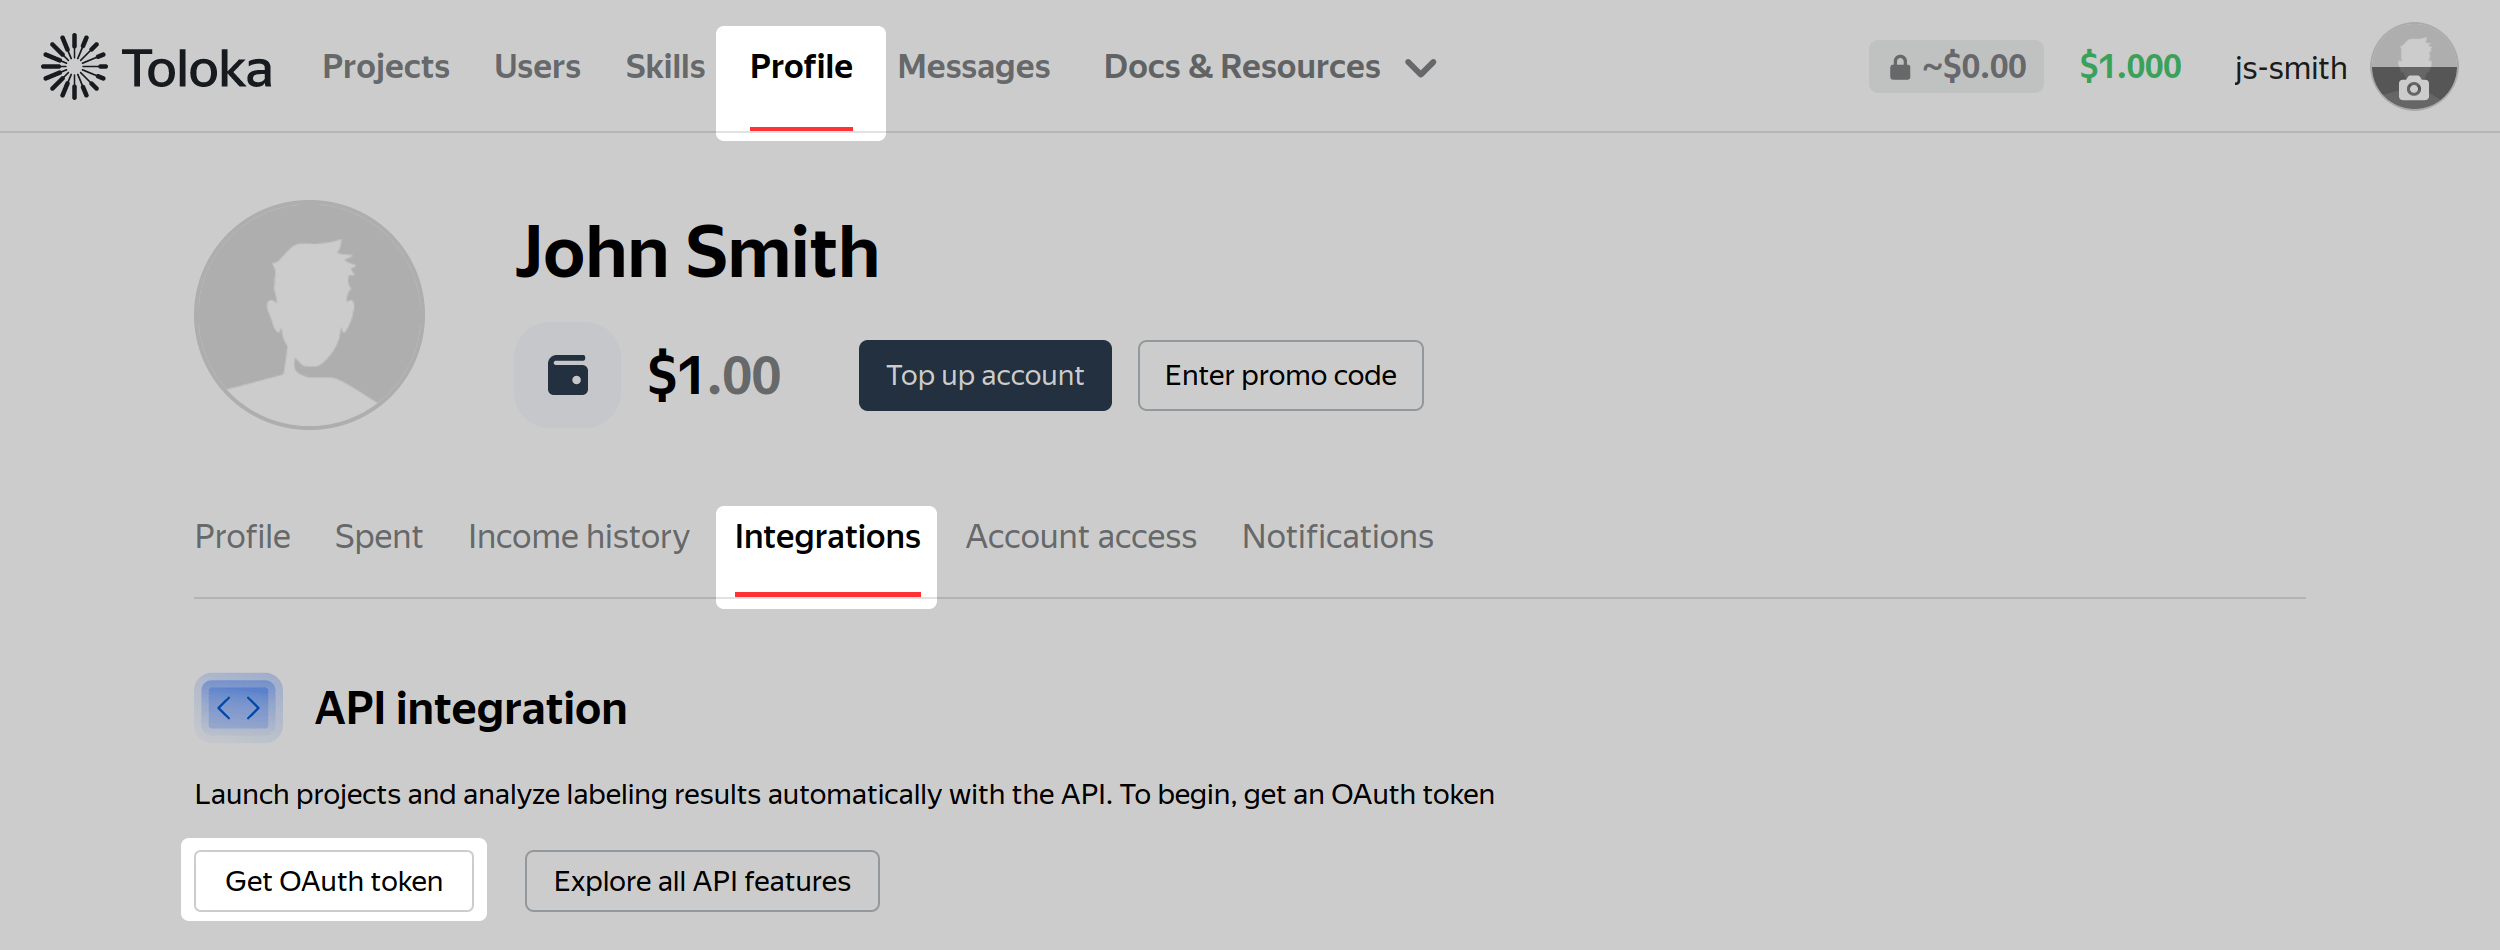 Toloka Projects Users Skills Profile Messages Docs & Resources ~$0.00 $1.000 js-smith
John Smith
$1.00 Top up account Enter promo code
Profile Spent Income history Integrations Account access Notifications
API integration
Launch projects and analyze labeling results automatically with the API. To begin, get an OAuth token
Get OAuth token Explore all API features